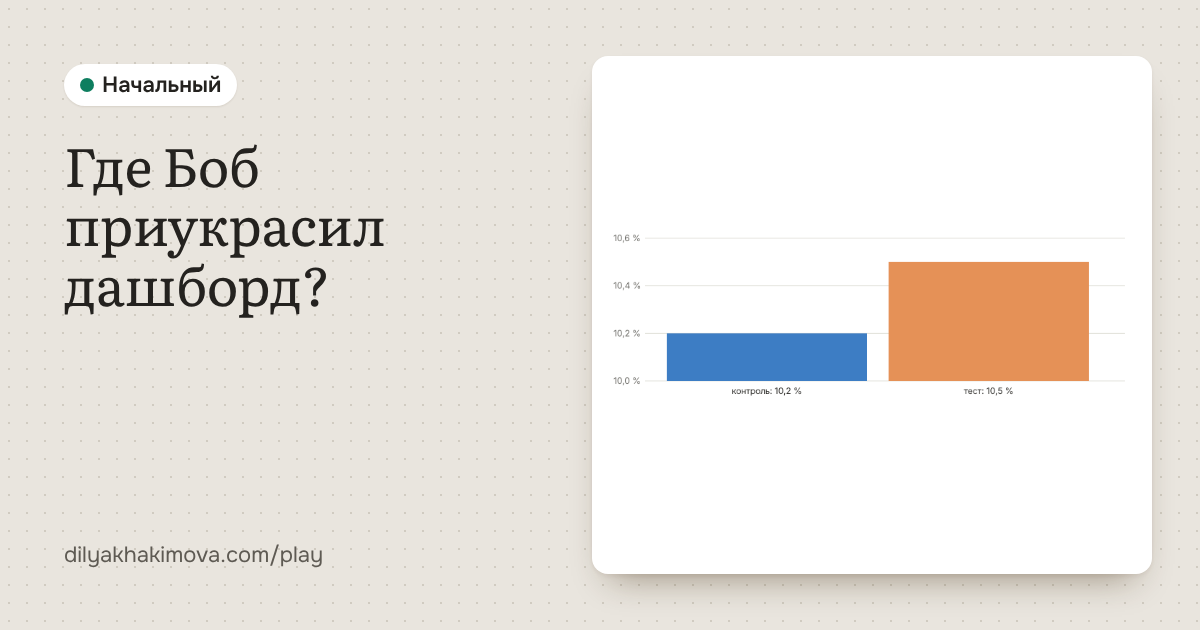 Начальный
Где Боб
приукрасил
дашборд?
dilyakhakimova.com/play
10,6 %
10,4 %
10,2 %
10,0 %
контроль: 10,2 %
тест: 10,5 %